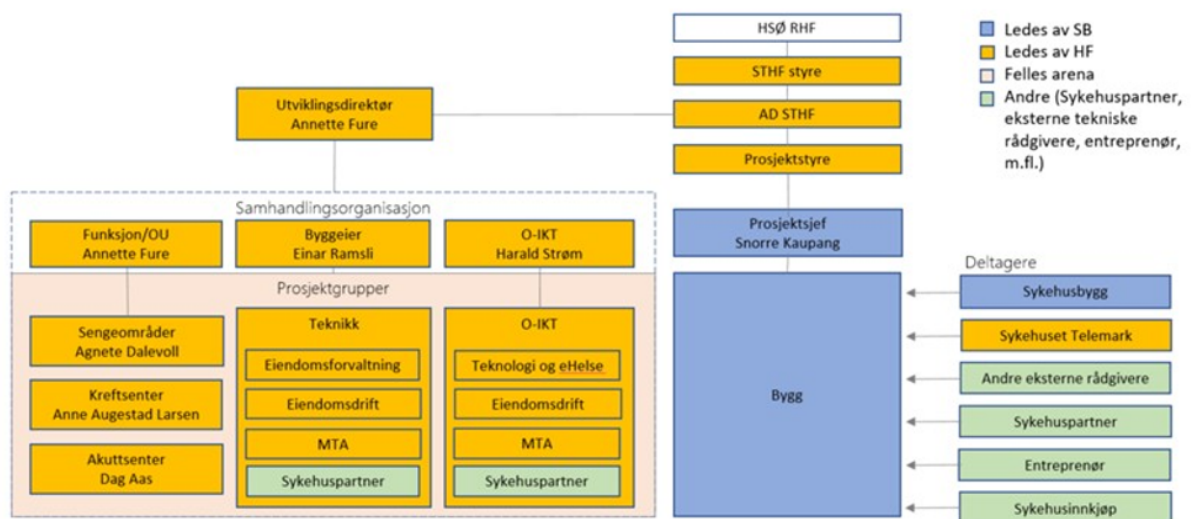 HSØ RHF
STHF styre
AD STHF
Prosjektstyre
Utviklingsdirektør
Annette Fure
Ledes av SB
Ledes av HF
Felles arena
Andre (Sykehuspartner,
eksterne tekniske
rådgivere, entreprenør,
m.fl.)
Samhandlingsorganisasjon
Funksjon/OU
Annette Fure
Byggeier
Einar Ramsli
O-IKT
Harald Strøm
Prosjektsjef
Snorre Kaupang
Prosjektgrupper
Sengeområder
Agnete Dalevoll
Kreftsenter
Anne Augestad Larsen
Akuttsenter
Dag Aas
Teknikk
Eiendomsforvaltning
Eiendomsdrift
MTA
Sykehuspartner
O-IKT
Teknologi og eHelse
Eiendomsdrift
MTA
Sykehuspartner
Bygg
Deltagere
Sykehusbygg
Sykehuset Telemark
Andre eksterne rådgivere
Sykehuspartner
Entreprenør
Sykehusinnkjøp